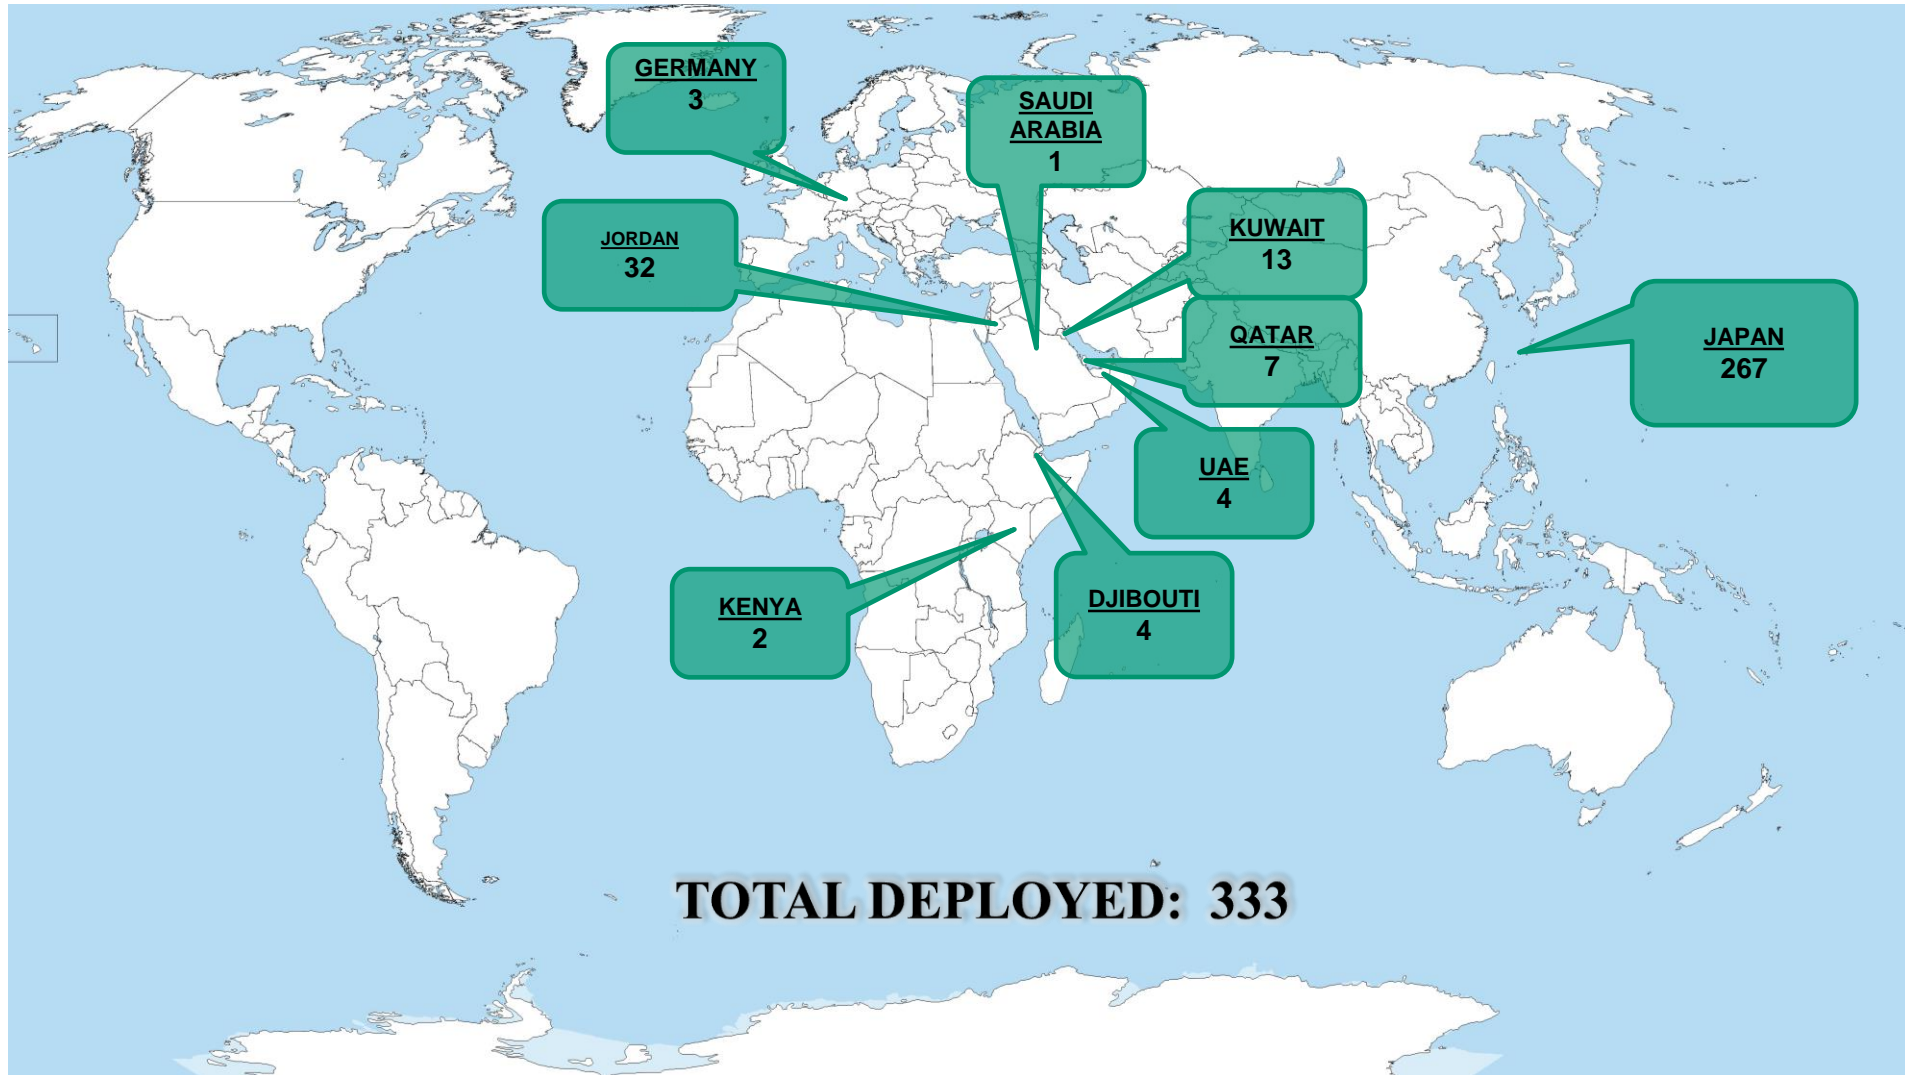 GERMANY
3
SAUDI
ARABIA
1
JORDAN
32
KUWAIT
13
QATAR
7
JAPAN
267
UAE
4
KENYA
2
DJIBOUTI
4
TOTAL DEPLOYED: 333